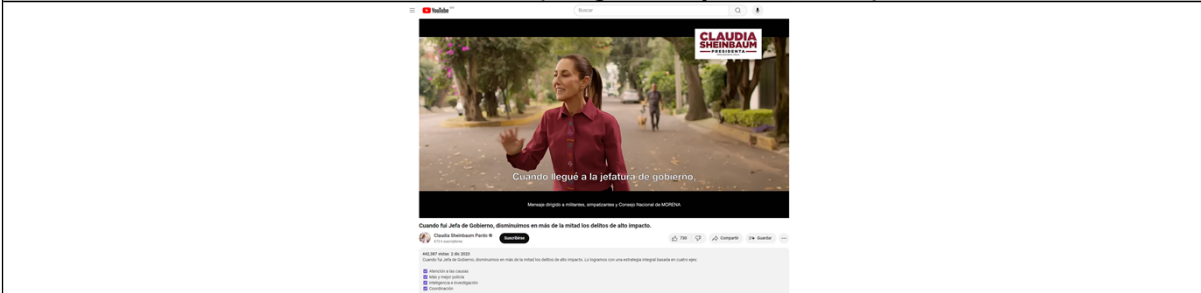 YouTube
Buscar
CLAUDIA
SHEINBAUM
PRESIDENTA
Cuando llegué a la jefatura de gobierno,
Mensaje dirigido a militantes, simpatizantes y Consejo Nacional de MORENA
Cuando fui Jefa de Gobierno, disminuimos en más de la mitad los delitos de alto impacto.
Claudia Sheinbaum Pardo
Suscribirse
Compartir
Guardar
Cuando fui Jefa de Gobierno, disminuimos en más de la mitad los delitos de alto impacto. Lo logramos con una estrategia integral basada en cuatro ejes:
Atención a las causas
Más y mejor policía
Inteligencia e investigación
Coordinación